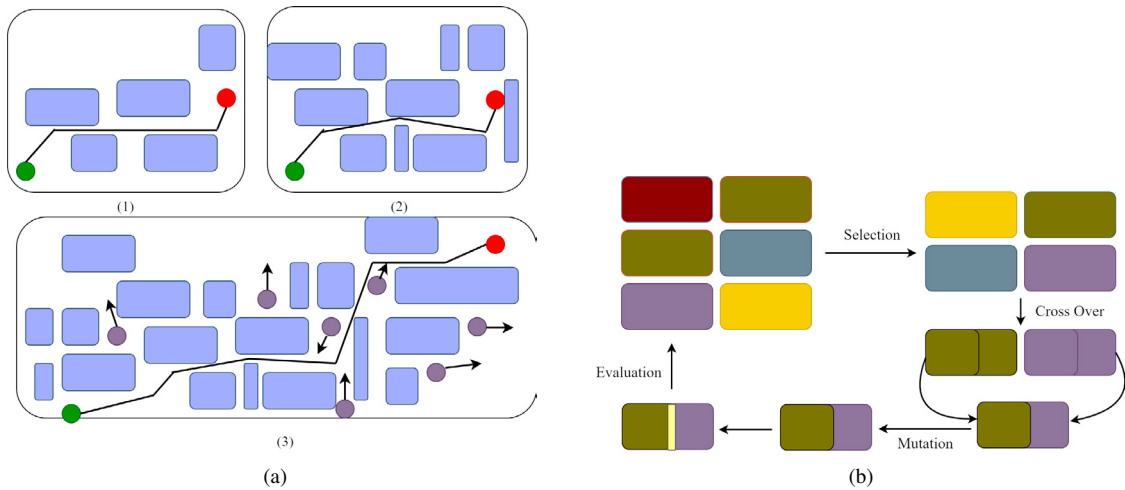 (1)
(2)
(3)
(a)
Selection
Cross Over
Evaluation
Mutation
(b)